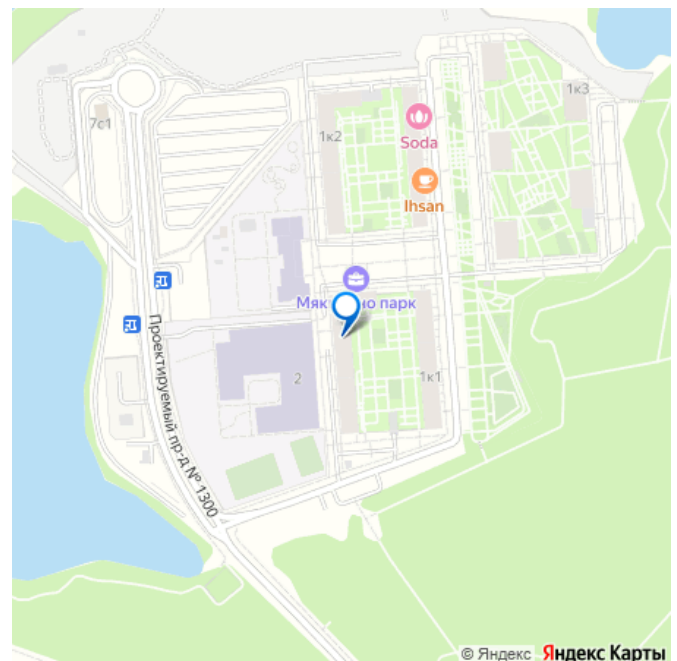 1к3
7с1
1к2
Soda
Ihsan
Мяк но парк
Проектируемый пр-д № 1300
2
1к1
© Яндекс Яндекс Карты